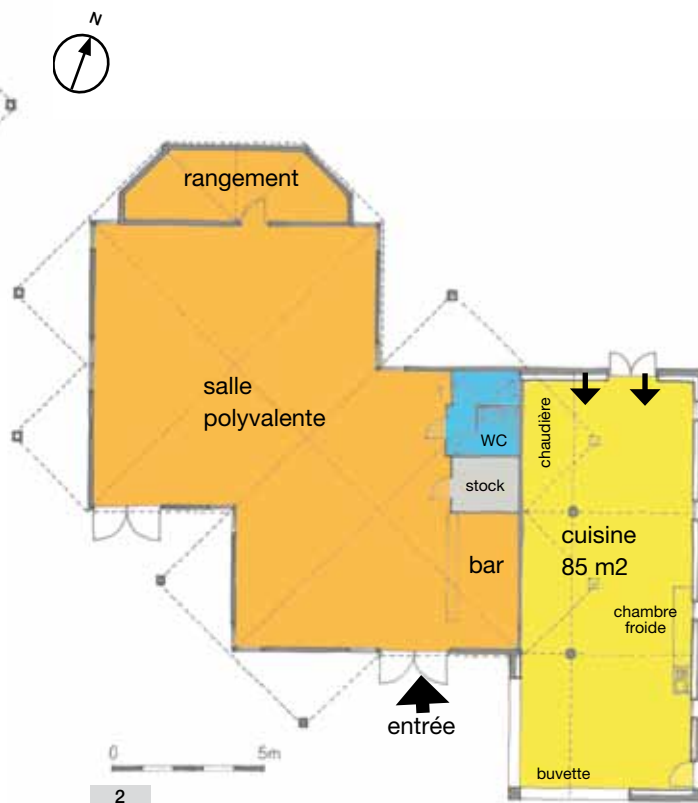 N
rangement
salle
polyvalente
chaudière
WC
stock
cuisine
85 m2
bar
chambre
froide
entrée
0 5m
buvette
2